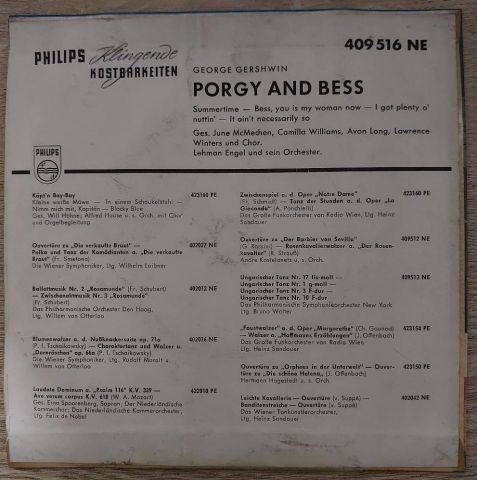 PHILIPS Klingende
KOSTBARKEITEN
409 516 NE
GEORGE GERSHWIN
PORGY AND BESS
Summertime — Bess, you is my woman now — I got plenty o'
nuttin' — It ain't necessarily so
Ges. June McMechen, Camilla Williams, Avon Long, Lawrence
Winters und Chor.
Lehman Engel und sein Orchester.
PHILIPS
Käpt'n Bay-Bay 423160 PE
Kleine weiße Möwe — In einem Schaukelstuhl —
Nimm mich mit, Kapitän — Blacky Blue
Ges. Will Höhne; Alfred Hause u. s. Orch. mit Chor
und Orgelbegleitung
Ouvertüre zu „Die verkaufte Braut" — 402027 NE
Polka und Tanz der Komödianten a. „Die verkaufte
Braut" (Fr. Smetana)
Die Wiener Symphoniker, Ltg. Wilhelm Loibner
Ballettmusik Nr. 2 „Rosamunde" (Fr. Schubert) 402012 NE
— Zwischenaktmusik Nr. 3 „Rosamunde"
(Fr. Schubert)
Das Philharmonische Orchester Den Haag,
Ltg. Willem van Otterloo
Blumenwalzer a. d. Nußknackersuite op. 71a 402016 NE
(P. I. Tschaikowsky) — Charaktertanz und Walzer a.
„Dornröschen" op. 66a (P. I. Tschaikowsky)
Die Wiener Symphoniker, Ltg. Rudolf Moralt u.
Willem van Otterloo
Laudate Dominum a. „Psalm 116" K.V. 339 — 422010 PE
Ave verum corpus K.V. 618 (W. A. Mozart)
Ges. Erna Spoorenberg, Sopran; Der Niederländische
Kammerchor; Das Niederländische Kammerorchester,
Ltg. Felix de Nobel
Zwischenspiel a. d. Oper „Notre Dame" 423160 PE
(Fr. Schmidt) — Tanz der Stunden a. d. Oper „La
Gioconda" (A. Ponchielli)
Das Große Funkorchester von Radio Wien, Ltg. Heinz
Sandauer
Ouvertüre zu „Der Barbier von Sevilla" 409512 NE
(G. Rossini) — Rosenkavalierwalzer a. „Der Rosen-
kavalier" (R. Strauß)
Andre Kostelanetz u. s. Orch.
Ungarischer Tanz Nr. 17 fis-moll — 409513 NE
Ungarischer Tanz Nr. 1 g-moll —
Ungarischer Tanz Nr. 3 F-dur —
Ungarischer Tanz Nr. 10 F-dur
Das Philharmonische Symphonieorchester New York
Ltg. Bruno Walter
„Faustwalzer" a. d. Oper „Margarethe" (Ch. Gounod) 423154 PE
— Walzer a. „Hoffmanns Erzählungen" (J. Offenbach)
Das Große Funkorchester von Radio Wien
Ltg. Heinz Sandauer
Ouvertüre zu „Orpheus in der Unterwelt" — Ouver- 423150 PE
türe zu „Die schöne Helena„ (J. Offenbach)
Hermann Hagestedt u. s. Orch.
Leichte Kavallerie — Ouvertüre (v. Suppé) — 402042 NE
Banditenstreiche — Ouvertüre (v. Suppé)
Das Wiener Tonkünstlerorchester,
Ltg. Heinz Sandauer